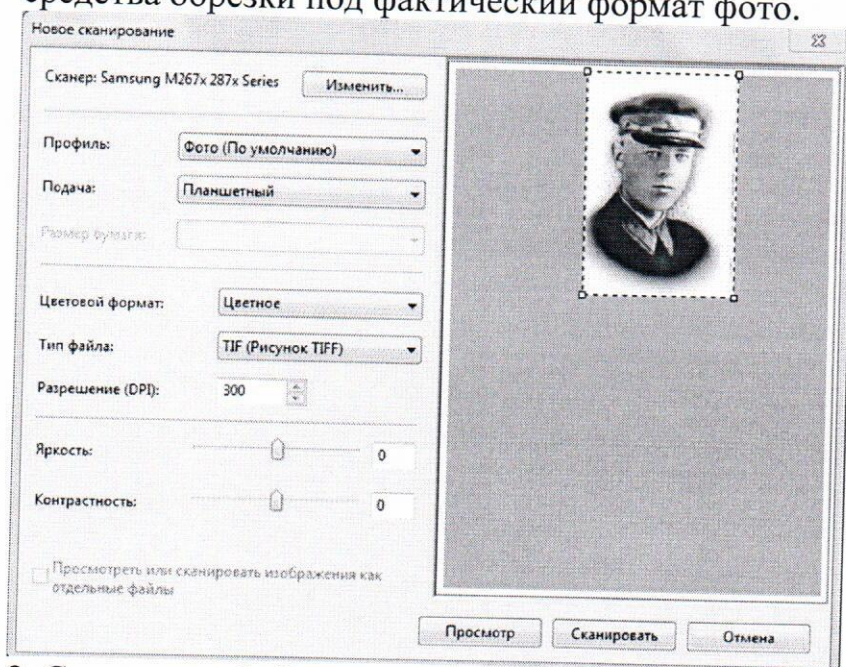 средства обрезки под фактический формат фото.
Новое сканирование
Сканер: Samsung M267x 287x Series Изменить...
Профиль: Фото (По умолчанию)
Подача: Планшетный
Размер бумаги:
Цветовой формат: Цветное
Тип файла: TIF (Рисунок TIFF)
Разрешение (DPI): 300
Яркость: 0
Контрастность: 0
Просмотреть или сканировать изображения как
отдельные файлы
Просмотр Сканировать Отмена